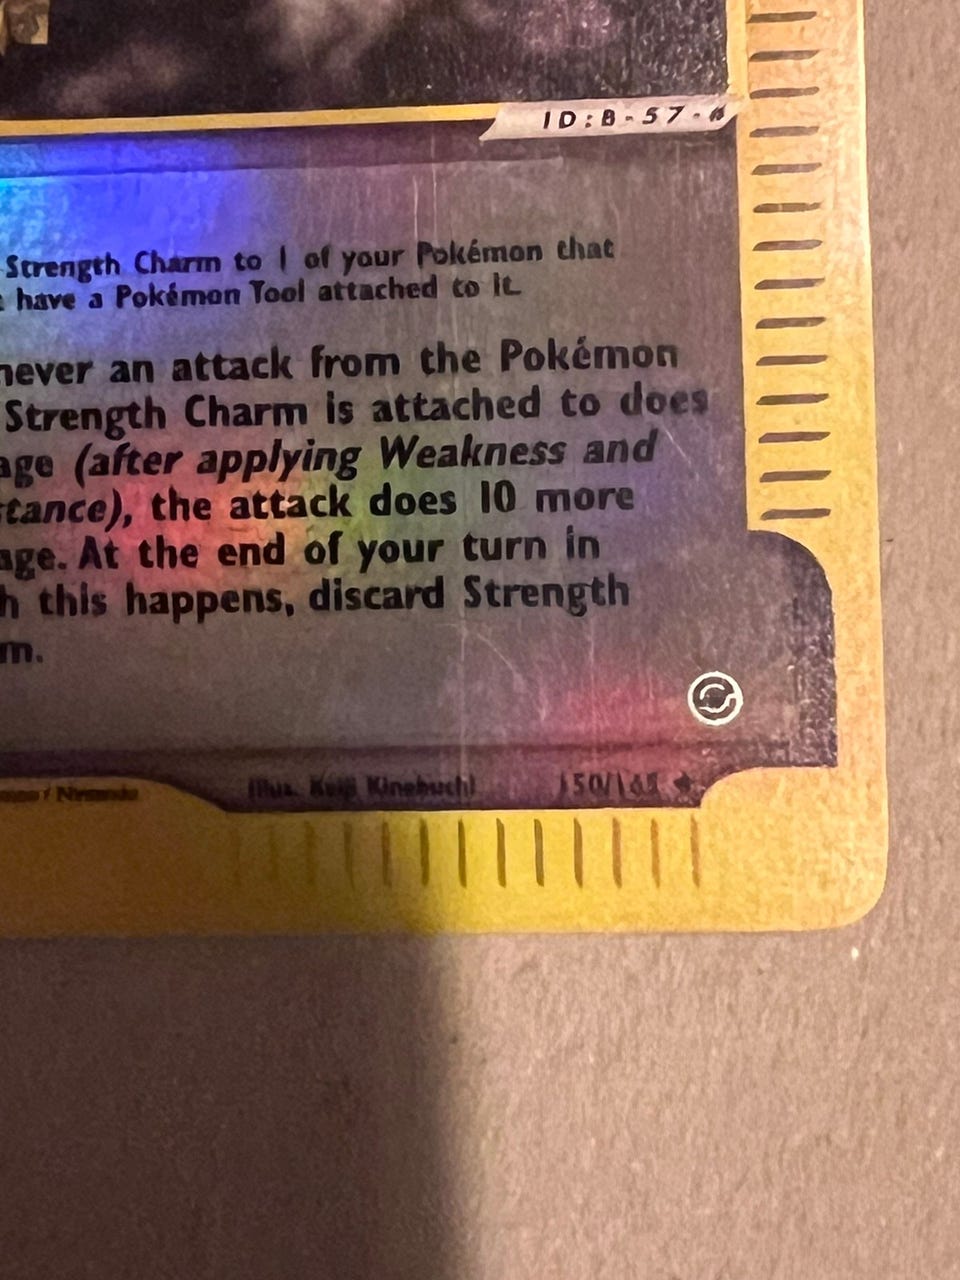 ID:B-57-#
Strength Charm to 1 of your Pokémon that
have a Pokémon Tool attached to it.
never an attack from the Pokémon
Strength Charm is attached to does
age (after applying Weakness and
tance), the attack does 10 more
age. At the end of your turn in
h this happens, discard Strength
m.
Nintendo
Illus. Keiji Kinebuchi 150/165